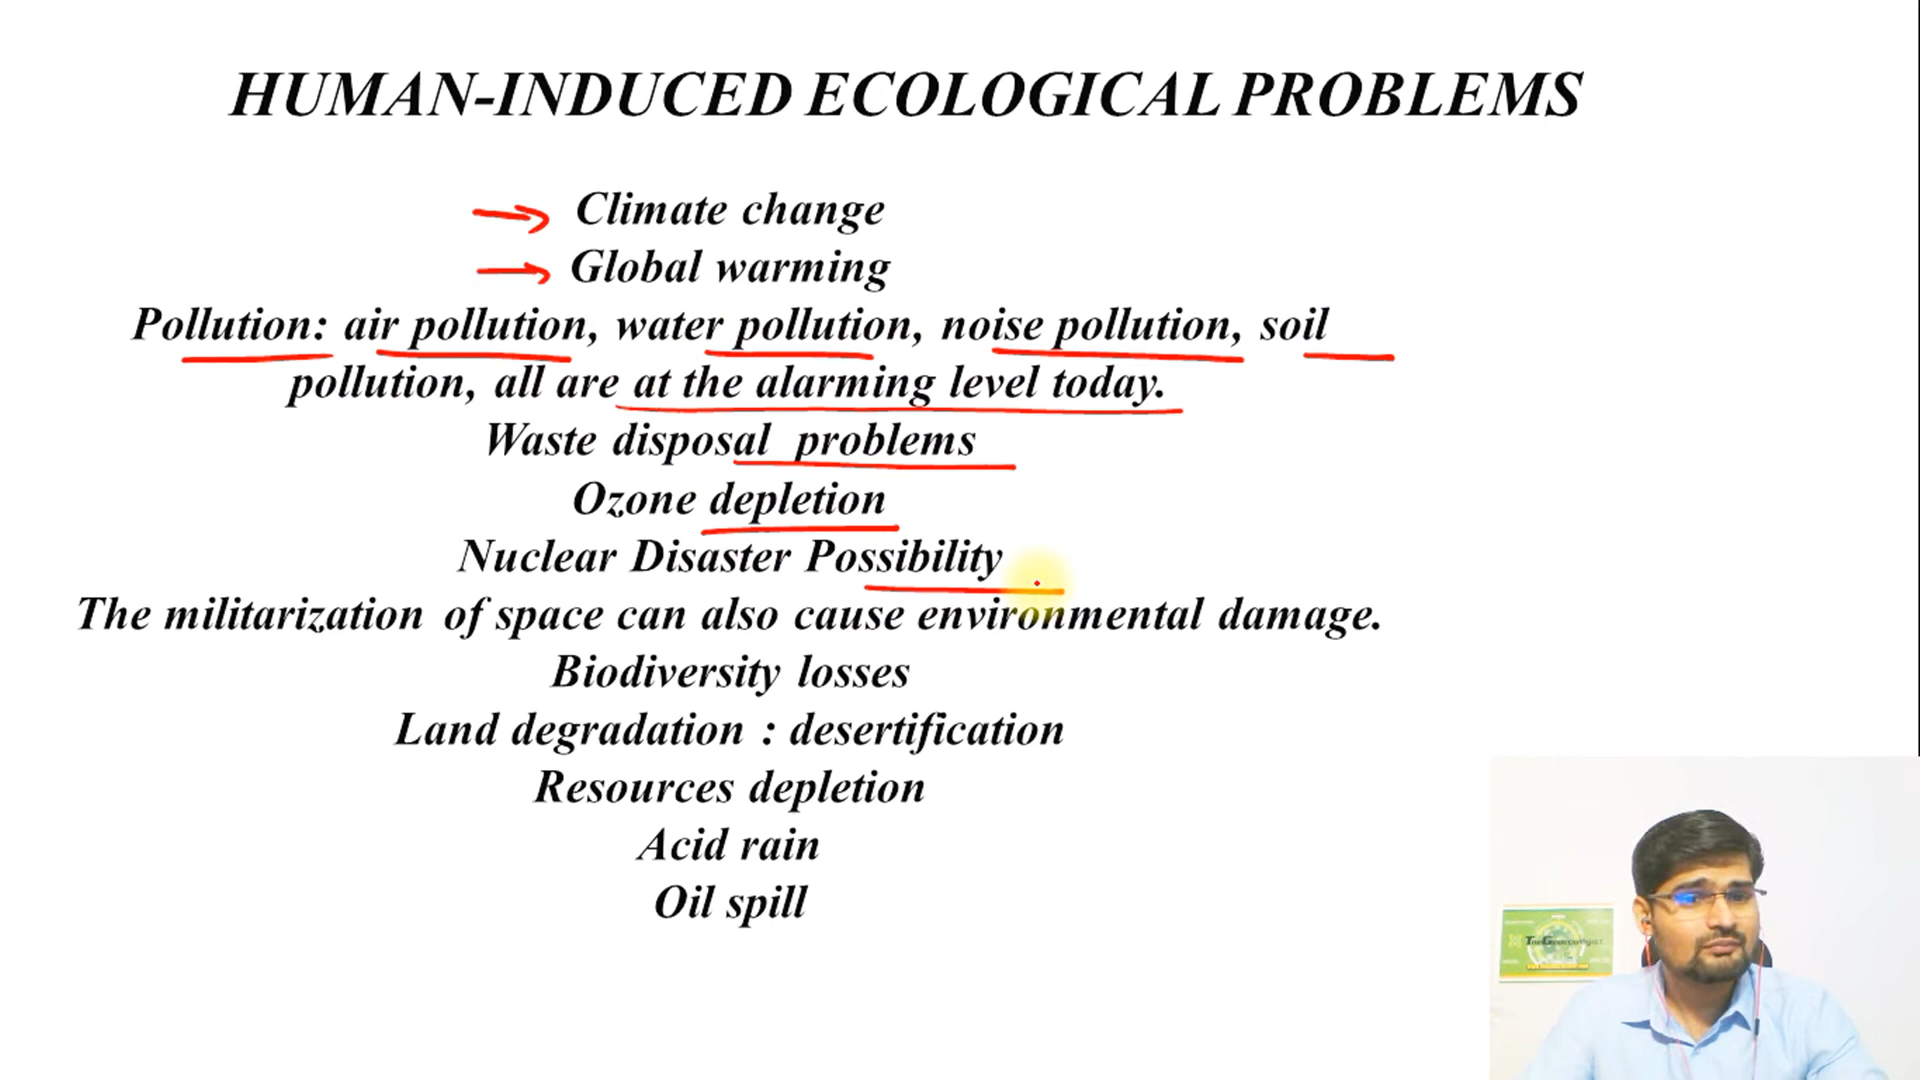 HUMAN-INDUCED ECOLOGICAL PROBLEMS
Climate change
Global warming
Pollution: air pollution, water pollution, noise pollution, soil
pollution, all are at the alarming level today.
Waste disposal problems
Ozone depletion
Nuclear Disaster Possibility
The militarization of space can also cause environmental damage.
Biodiversity losses
Land degradation : desertification
Resources depletion
Acid rain
Oil spill